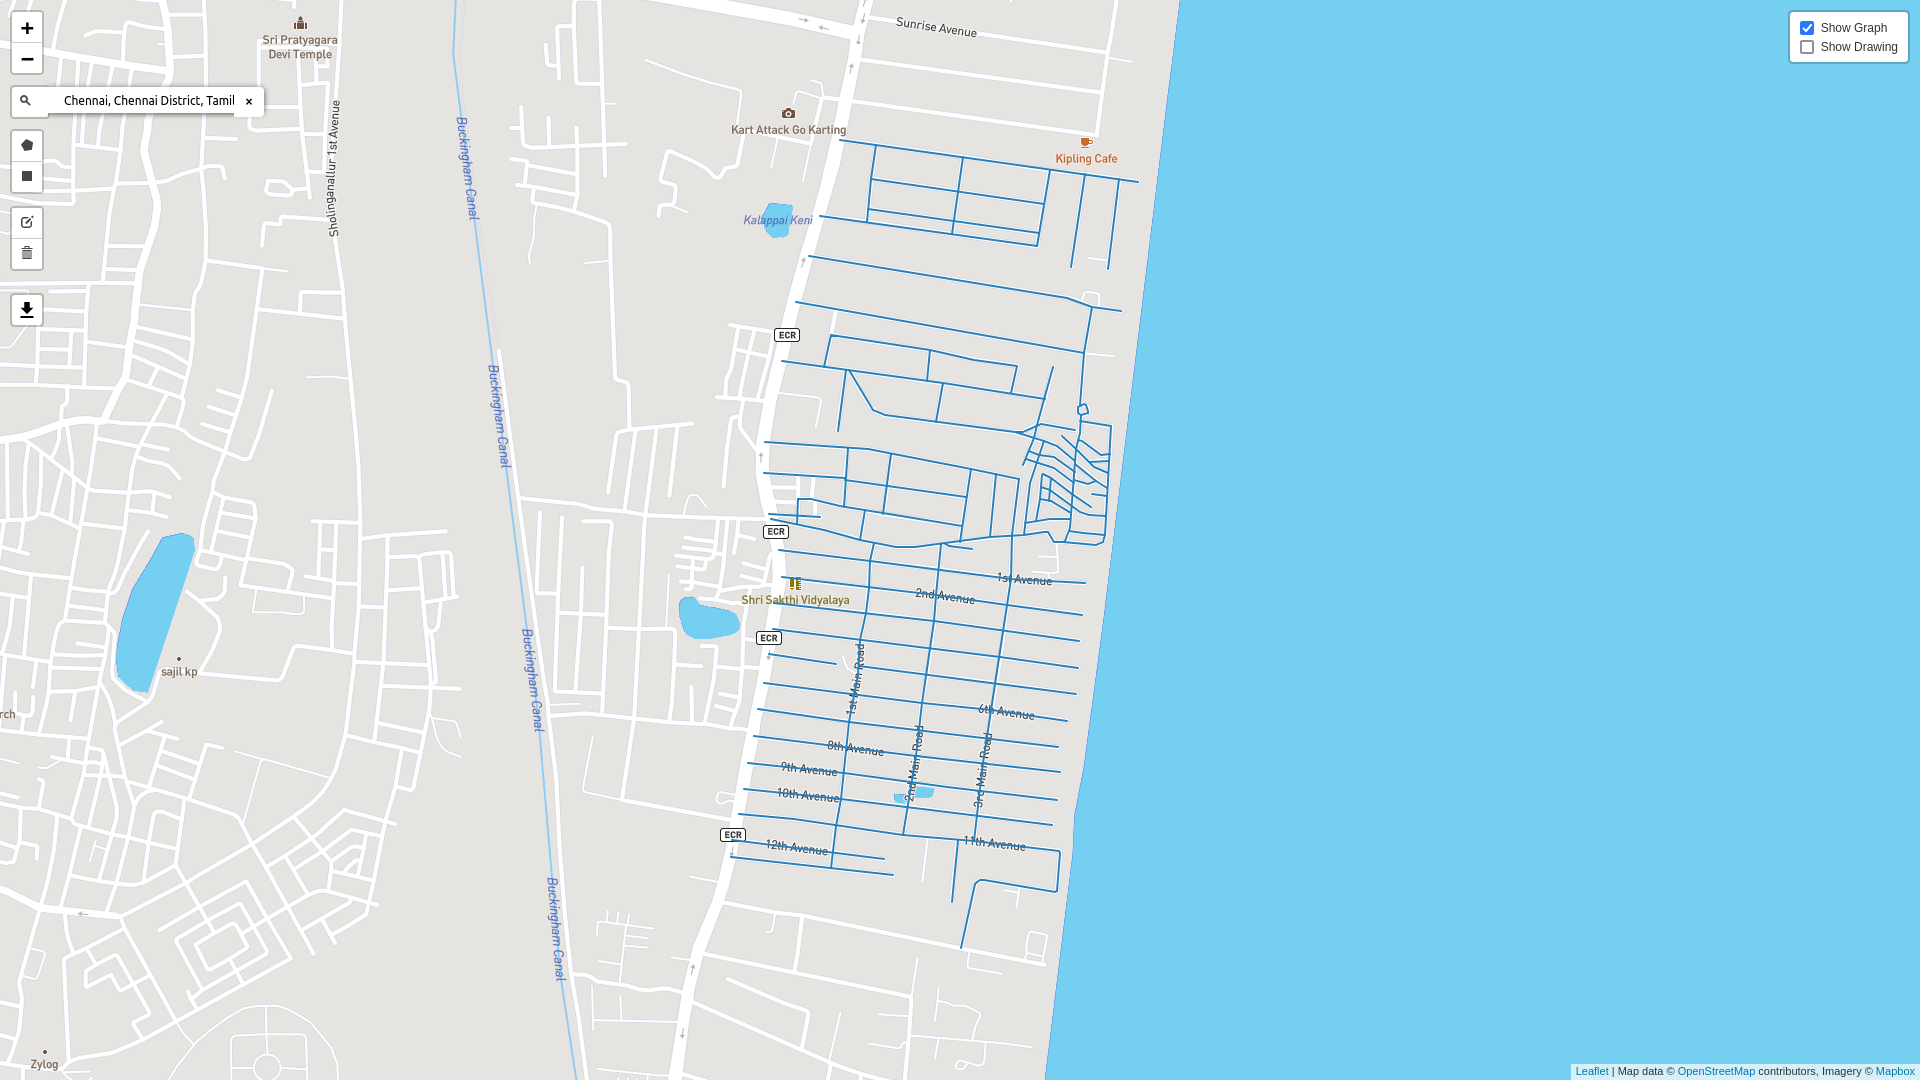 +
−
Chennai, Chennai District, Tamil
×
Show Graph
Show Drawing
Sri Pratyagara
Devi Temple
Sholinganallur 1st Avenue
Buckingham Canal
Sunrise Avenue
Kart Attack Go Karting
Kipling Cafe
Kalappai Keni
ECR
Buckingham Canal
ECR
1st Avenue
2nd Avenue
Shri Sakthi Vidyalaya
ECR
sajil kp
Buckingham Canal
1st Main Road
6th Avenue
rch
8th Avenue
2nd Main Road
3rd Main Road
9th Avenue
10th Avenue
ECR
12th Avenue
11th Avenue
Buckingham Canal
Zylog
Leaflet | Map data © OpenStreetMap contributors, Imagery © Mapbox